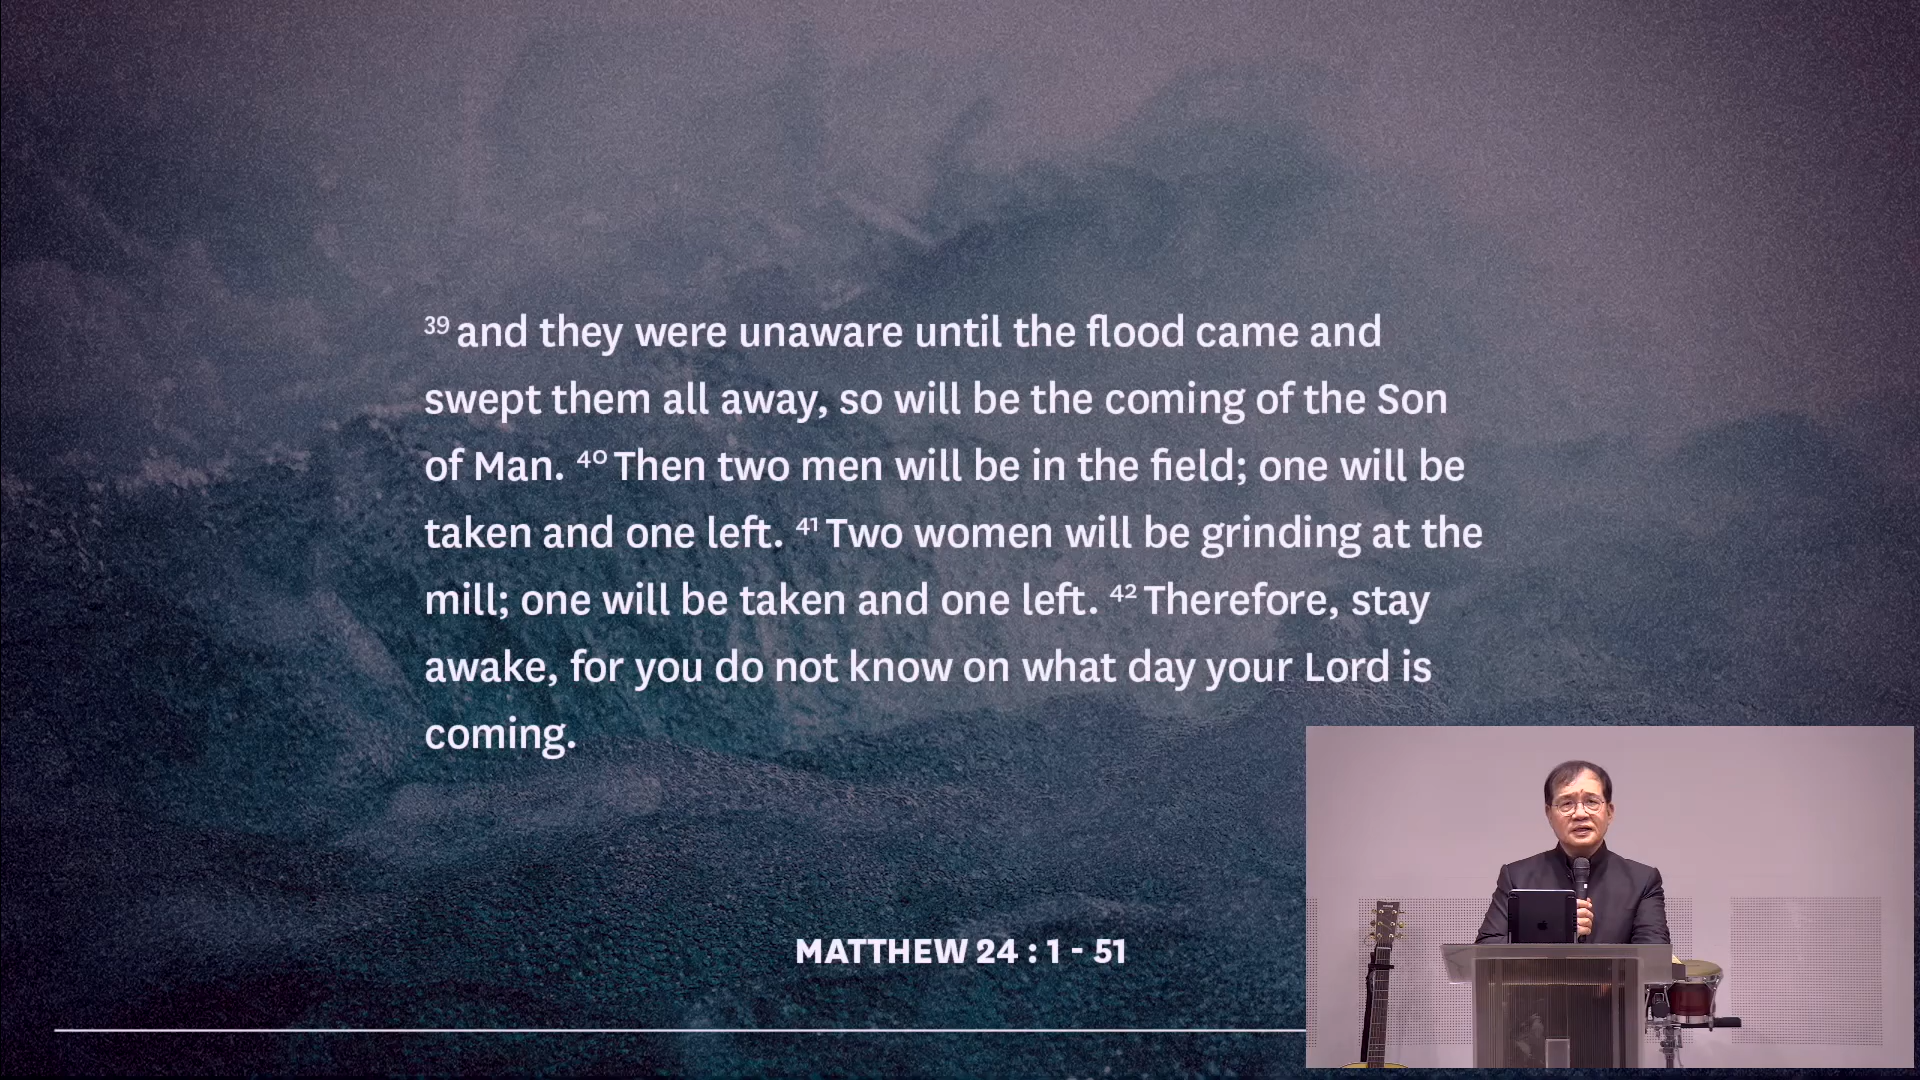 39 and they were unaware until the flood came and
swept them all away, so will be the coming of the Son
of Man. 40 Then two men will be in the field; one will be
taken and one left. 41 Two women will be grinding at the
mill; one will be taken and one left. 42 Therefore, stay
awake, for you do not know on what day your Lord is
coming.
MATTHEW 24 : 1 - 51